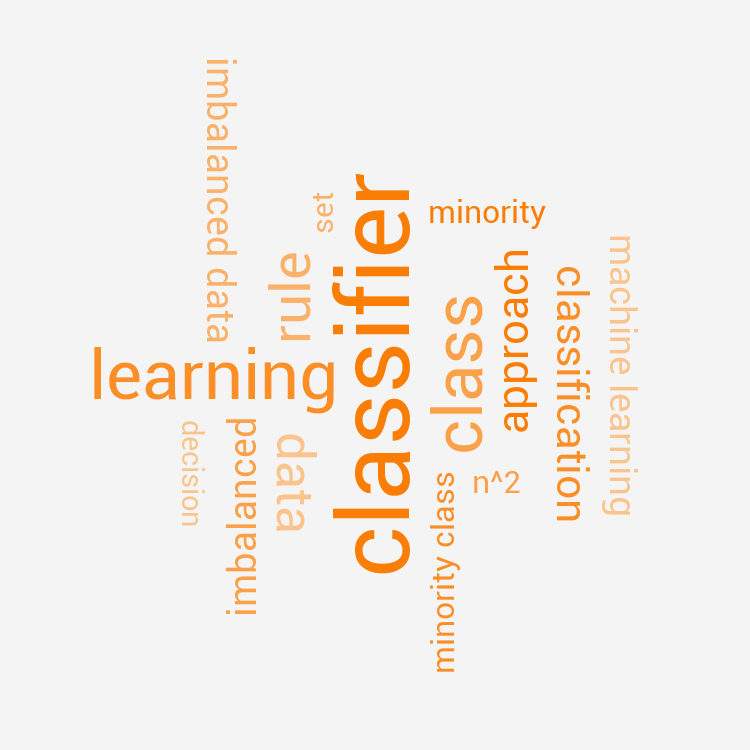 imbalanced data
set
classifier
minority
rule
machine learning
approach
classification
class
learning
decision
imbalanced
data
n^2
minority class